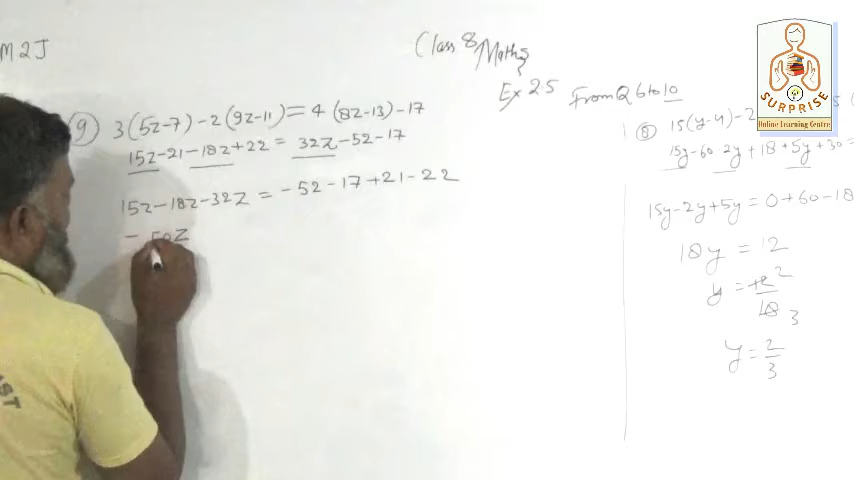 M2J
Class 8 Maths
Ex 2.5 From Q 6 to 10
(9) 3(5z-7)-2(9z-11)=4(8z-13)-17
15z-21-18z+22=32z-52-17
15z-18z-32z=-52-17+21-22
- 50z
(8) 15(y-4)-2
15y-60-2y+18+5y+30=
15y-2y+5y=0+60-18
18y=12
y=12 2
18 3
y=2/3
SURPRISE
Online Learning Centre